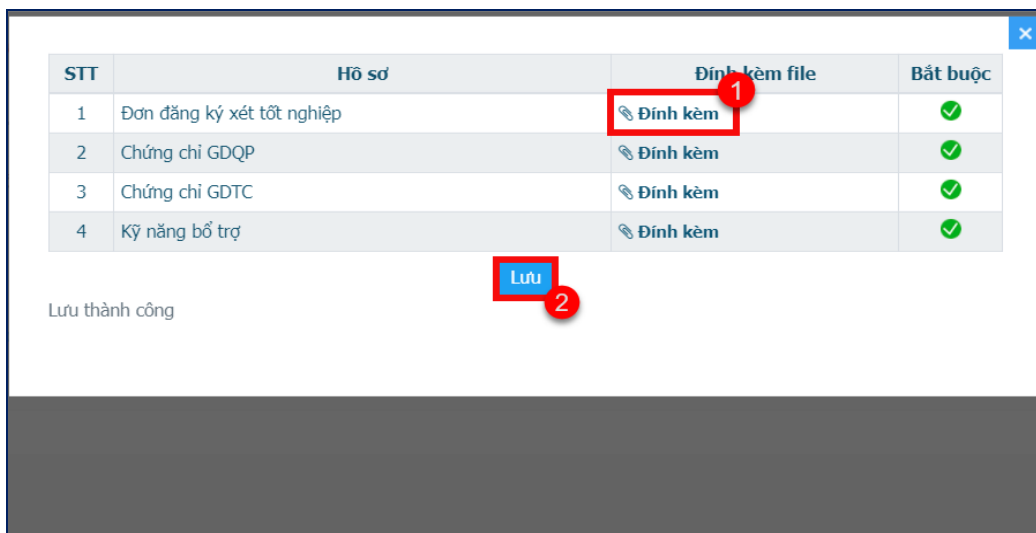 ×
STT Hồ sơ Đính kèm file Bắt buộc
1
1 Đơn đăng ký xét tốt nghiệp Đính kèm
2 Chứng chỉ GDQP Đính kèm
3 Chứng chỉ GDTC Đính kèm
4 Kỹ năng bổ trợ Đính kèm
Lưu
2
Lưu thành công